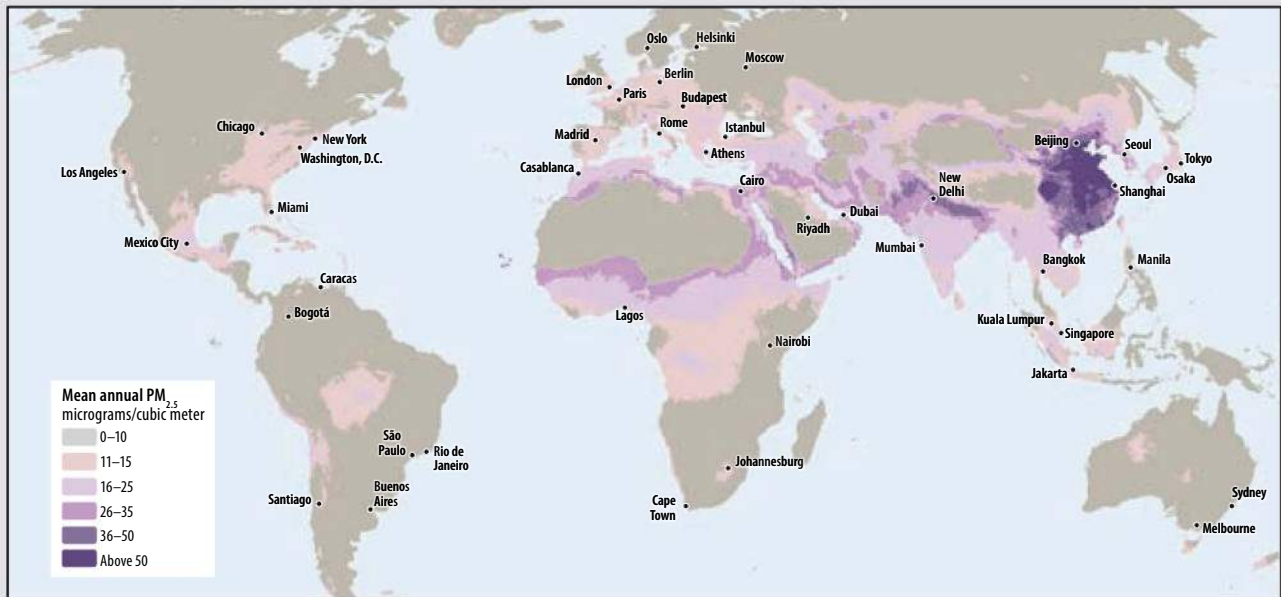 Oslo
Helsinki
Moscow
London
Berlin
Paris
Budapest
Chicago
New York
Washington, D.C.
Madrid
Rome
Istanbul
Athens
Beijing
Seoul
Tokyo
Osaka
Los Angeles
Casablanca
Cairo
New
Delhi
Shanghai
Miami
Dubai
Riyadh
Mexico City
Mumbai
Bangkok
Manila
Caracas
Bogotá
Lagos
Kuala Lumpur
Singapore
Nairobi
Jakarta
Mean annual PM2.5
micrograms/cubic meter
0–10
11–15
16–25
26–35
36–50
Above 50
São
Paulo
Rio de
Janeiro
Johannesburg
Santiago
Buenos
Aires
Cape
Town
Sydney
Melbourne